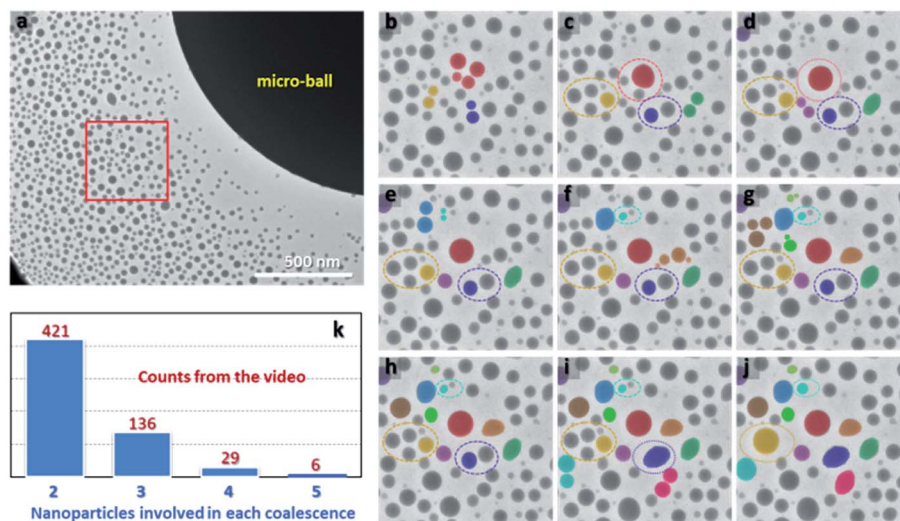 a
micro-ball
500 nm
b
c
d
e
f
g
h
i
j
k
421
136
29
6
Counts from the video
2 3 4 5
Nanoparticles involved in each coalescence